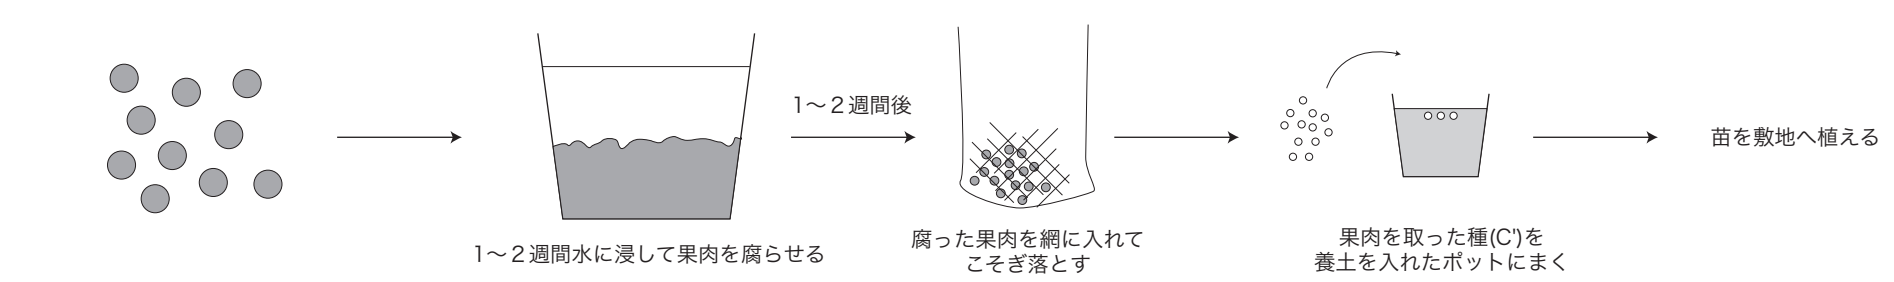 1〜2週間水に浸して果肉を腐らせる
1〜2週間後
腐った果肉を網に入れて
こそぎ落とす
果肉を取った種(C')を
養土を入れたポットにまく
苗を敷地へ植える